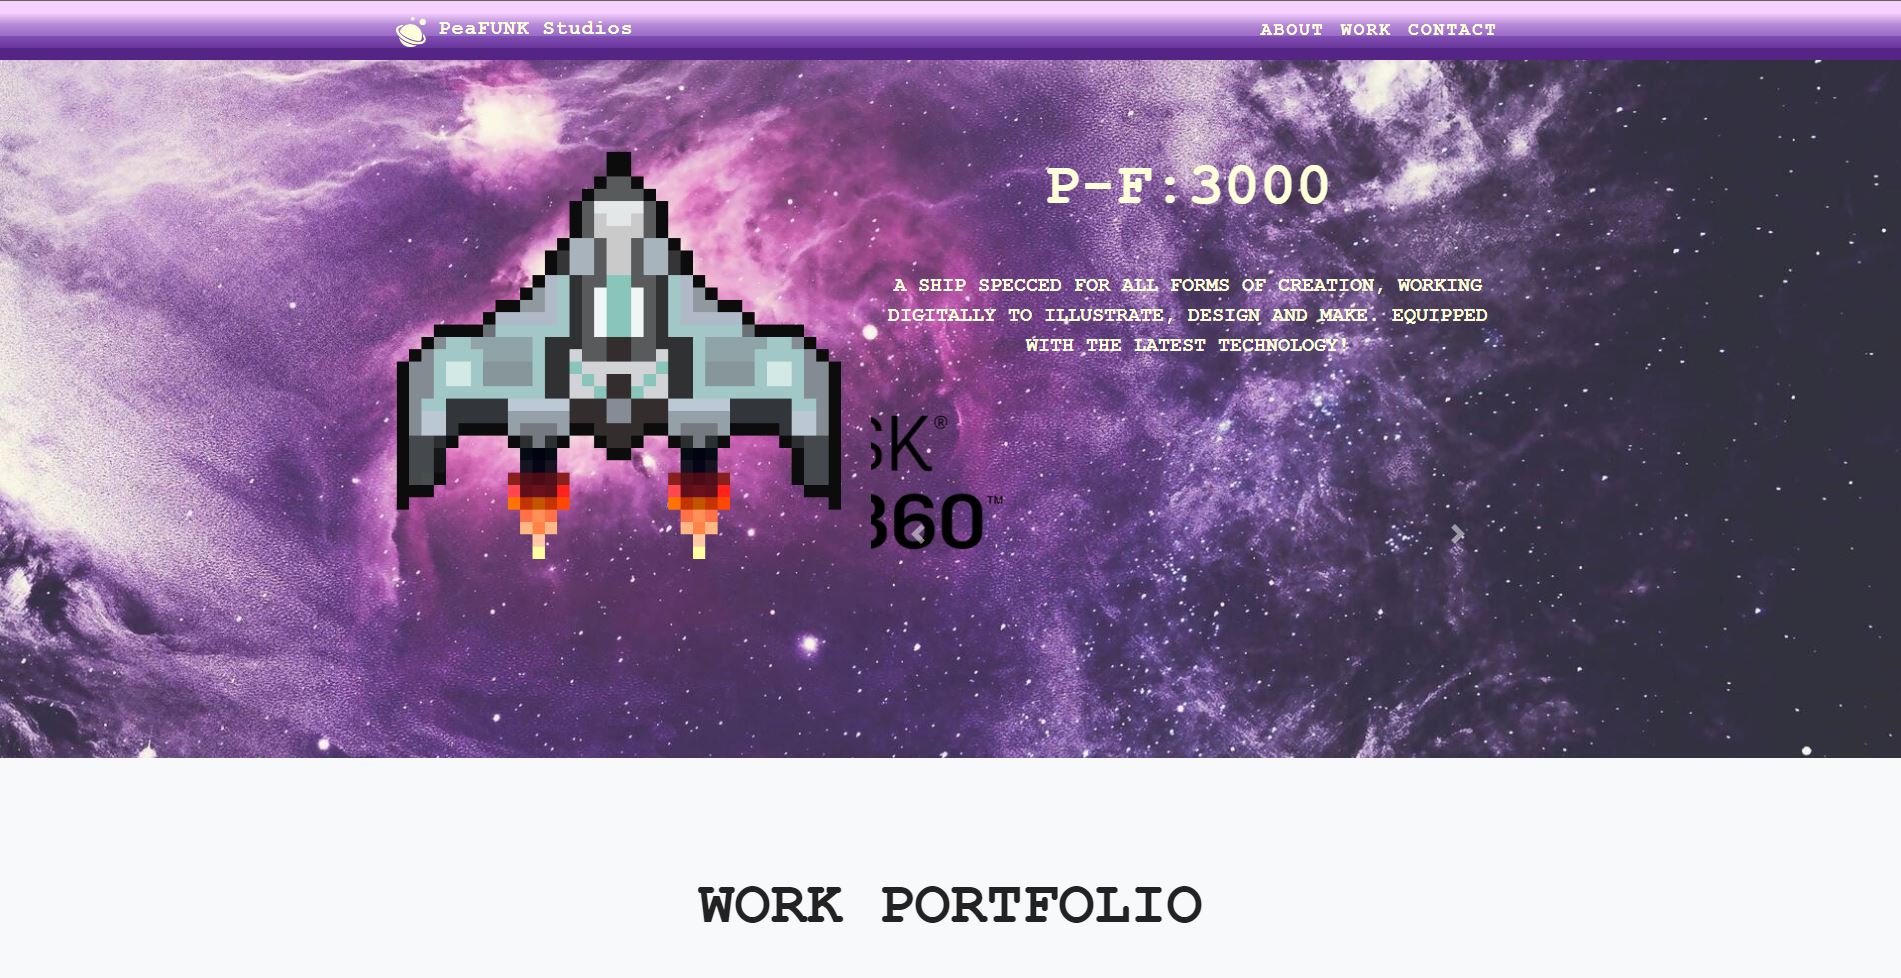 PeaFUNK Studios
ABOUT WORK CONTACT
P-F:3000
A SHIP SPECCED FOR ALL FORMS OF CREATION, WORKING
DIGITALLY TO ILLUSTRATE, DESIGN AND MAKE. EQUIPPED
WITH THE LATEST TECHNOLOGY!
SK®
360™
WORK PORTFOLIO